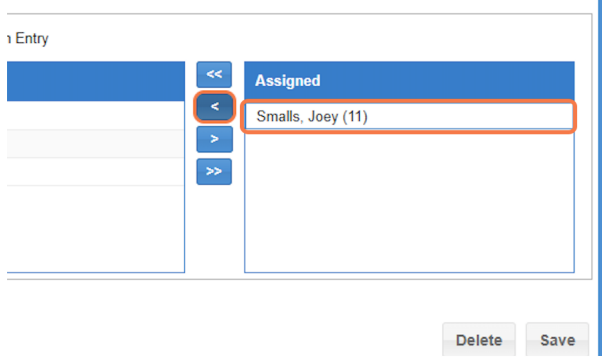 Entry
<<
Assigned
<
Smalls, Joey (11)
>
>>
Delete
Save